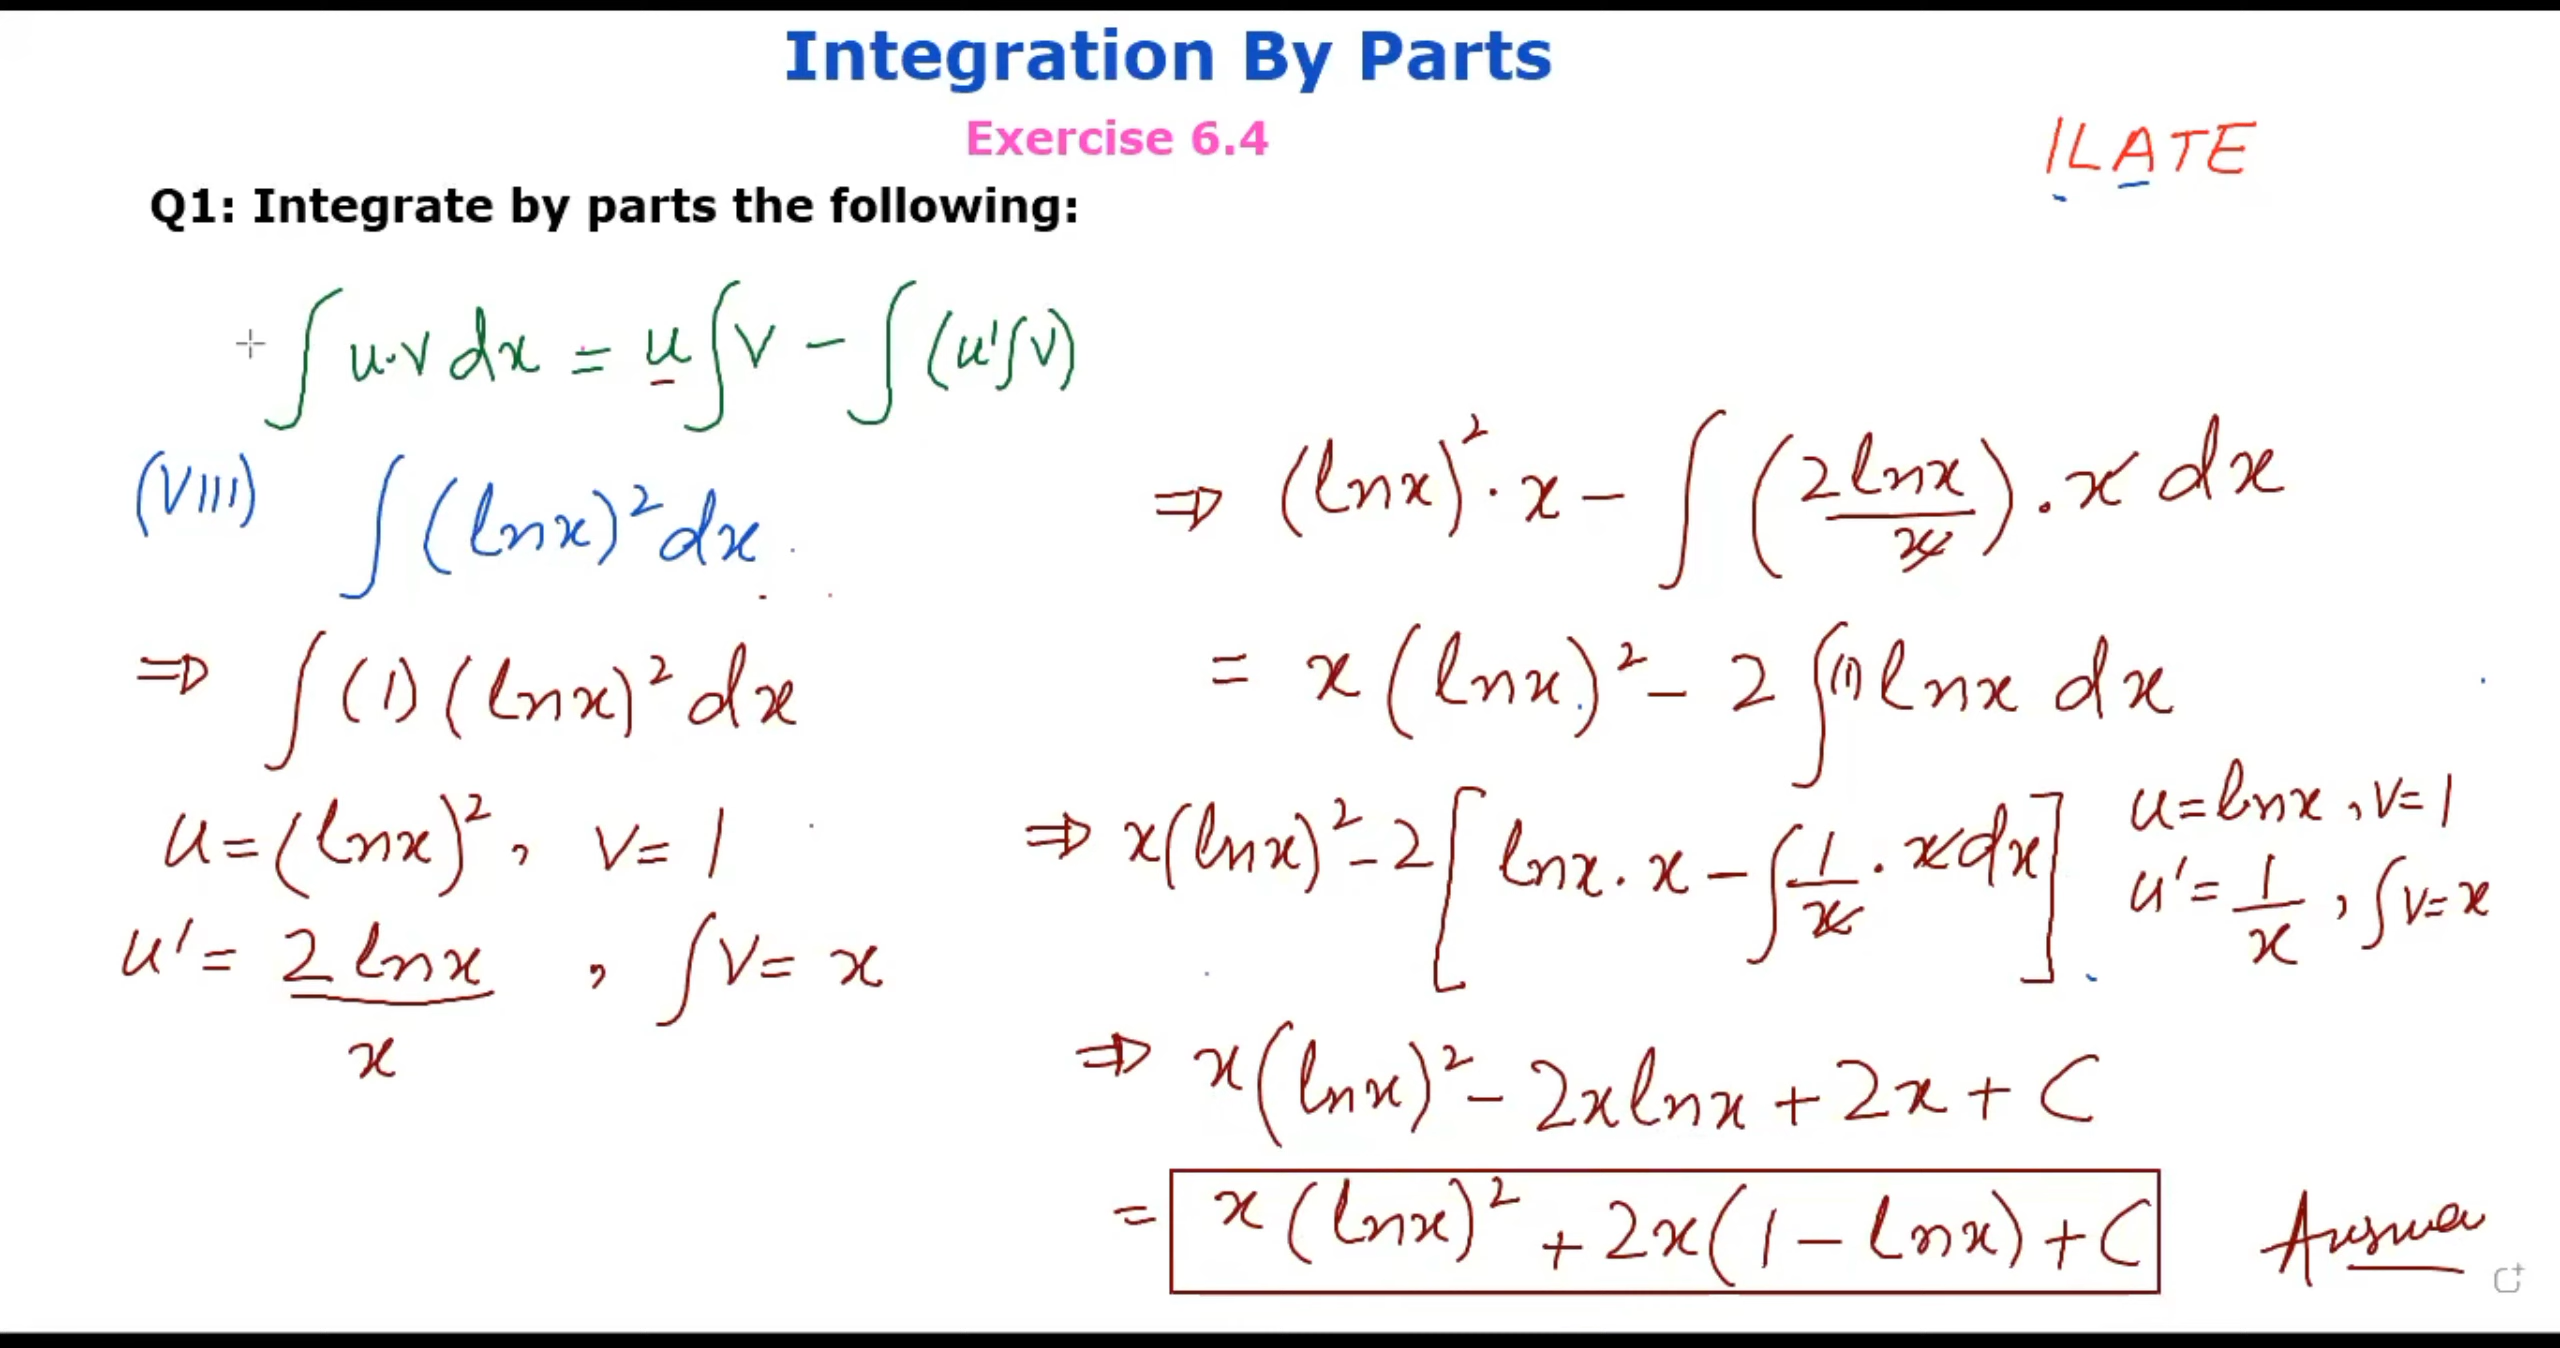 Integration By Parts
Exercise 6.4
ILATE
Q1: Integrate by parts the following:
∫ u·v dx = u∫v − ∫(u'∫v)
(VIII) ∫ (lnx)² dx
⇒ ∫ (1) (lnx)² dx
u = (lnx)², v = 1
u' = 2 lnx / x , ∫v = x
⇒ (lnx)² · x − ∫ (2lnx / x) · x dx
= x (lnx)² − 2 ∫(1) lnx dx
u = lnx, v = 1
u' = 1/x , ∫v = x
⇒ x(lnx)² − 2 [ lnx · x − ∫ 1/x · x dx ]
⇒ x(lnx)² − 2xlnx + 2x + C
= x (lnx)² + 2x(1 − lnx) + C
Answer